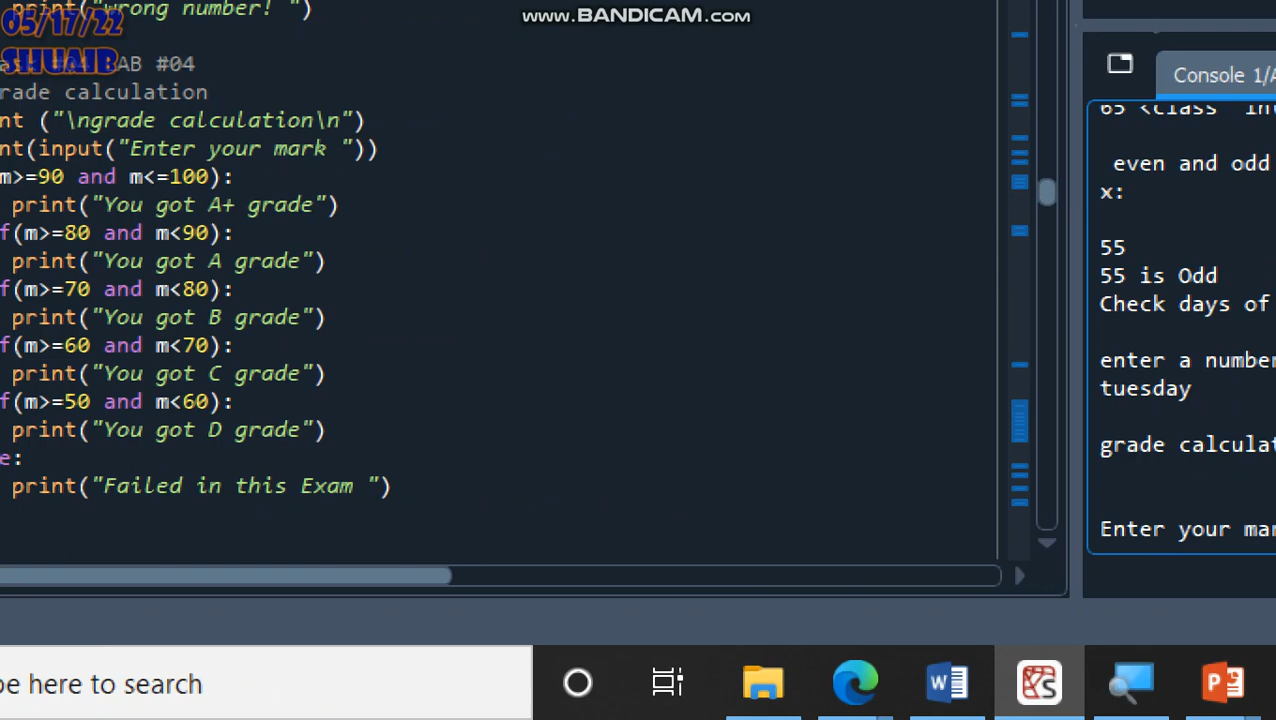 print("wrong number! ")
www.BANDICAM.com
05/17/22
SHUAIB
LAB #04
rade calculation
nt ("\ngrade calculation\n")
nt(input("Enter your mark "))
m>=90 and m<=100):
print("You got A+ grade")
f(m>=80 and m<90):
print("You got A grade")
f(m>=70 and m<80):
print("You got B grade")
f(m>=60 and m<70):
print("You got C grade")
f(m>=50 and m<60):
print("You got D grade")
e:
print("Failed in this Exam ")
Console 1/A
65 <class 'in
even and odd
x:
55
55 is Odd
Check days of
enter a number
tuesday
grade calculat
Enter your mar
pe here to search